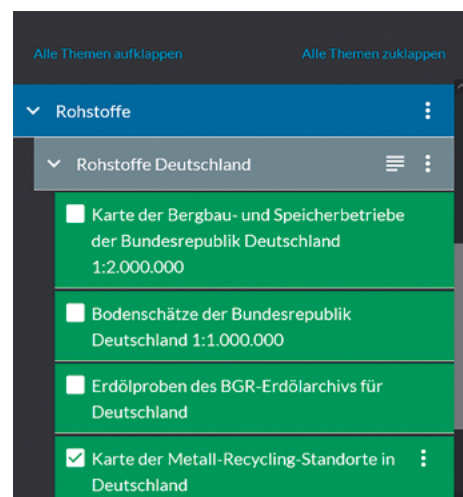 Alle Themen aufklappen Alle Themen zuklappen
Rohstoffe
Rohstoffe Deutschland
Karte der Bergbau- und Speicherbetriebe
der Bundesrepublik Deutschland
1:2.000.000
Bodenschätze der Bundesrepublik
Deutschland 1:1.000.000
Erdölproben des BGR-Erdölarchivs für
Deutschland
Karte der Metall-Recycling-Standorte in
Deutschland